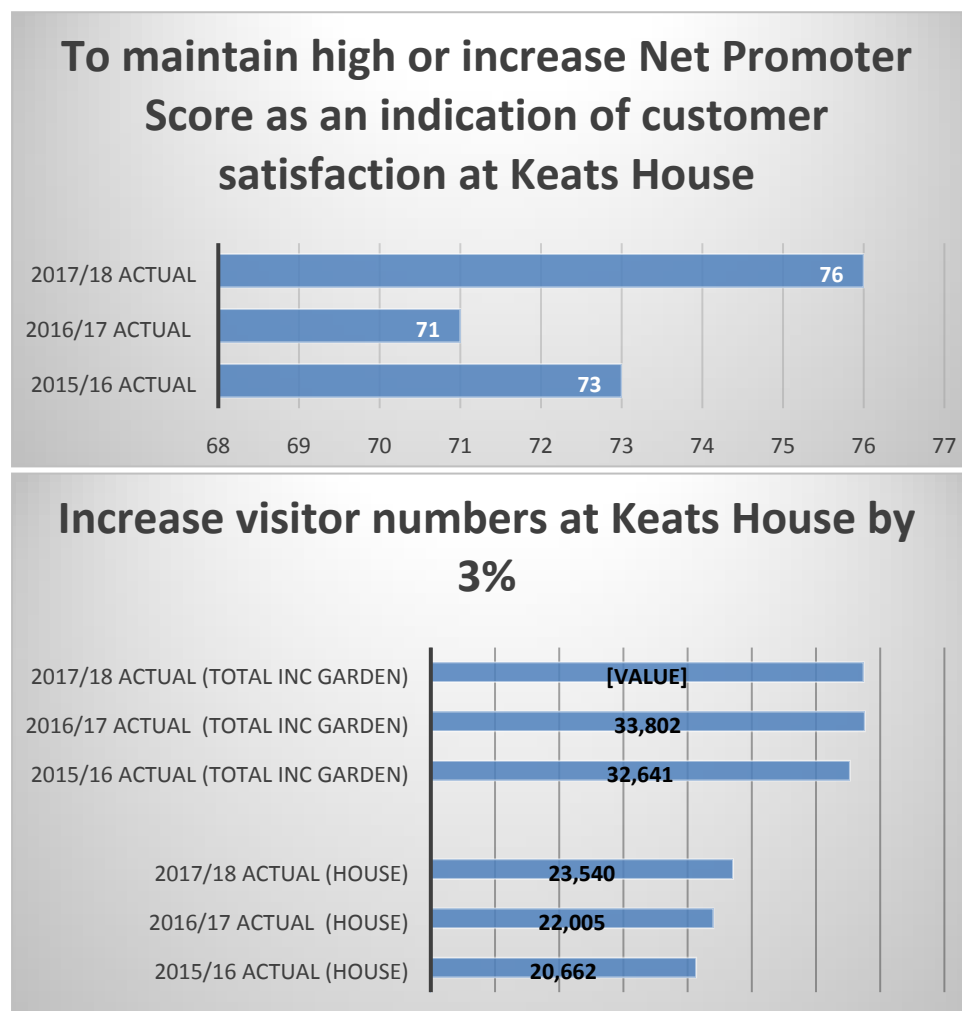 To maintain high or increase Net Promoter
Score as an indication of customer
satisfaction at Keats House
2017/18 ACTUAL 76
2016/17 ACTUAL 71
2015/16 ACTUAL 73
68 69 70 71 72 73 74 75 76 77
Increase visitor numbers at Keats House by
3%
2017/18 ACTUAL (TOTAL INC GARDEN) [VALUE]
2016/17 ACTUAL (TOTAL INC GARDEN) 33,802
2015/16 ACTUAL (TOTAL INC GARDEN) 32,641
2017/18 ACTUAL (HOUSE) 23,540
2016/17 ACTUAL (HOUSE) 22,005
2015/16 ACTUAL (HOUSE) 20,662